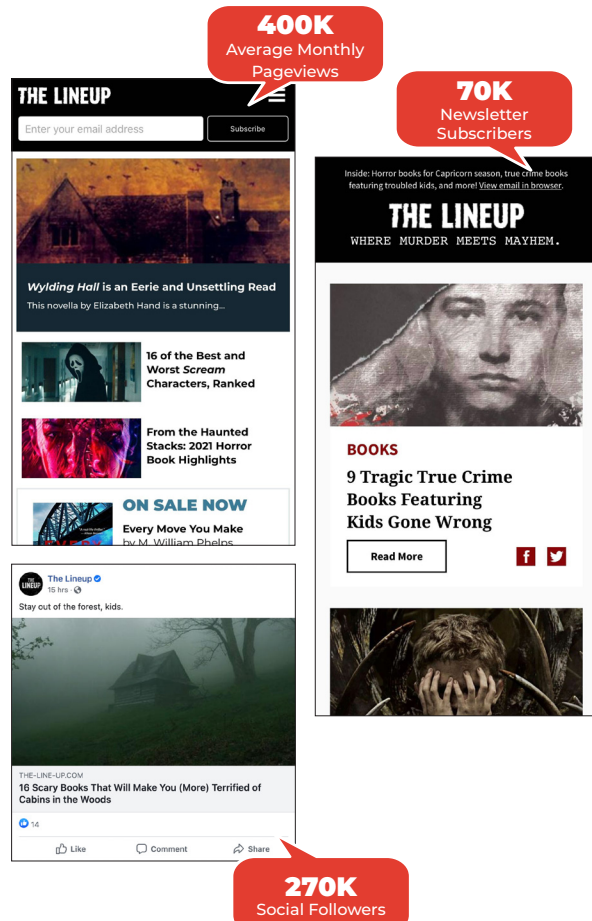 400K
Average Monthly
Pageviews
THE LINEUP
Enter your email address
Subscribe
Wylding Hall is an Eerie and Unsettling Read
This novella by Elizabeth Hand is a stunning...
16 of the Best and
Worst Scream
Characters, Ranked
From the Haunted
Stacks: 2021 Horror
Book Highlights
ON SALE NOW
Every Move You Make
by M. William Phelps
70K
Newsletter
Subscribers
Inside: Horror books for Capricorn season, true crime books
featuring troubled kids, and more! View email in browser.
THE LINEUP
WHERE MURDER MEETS MAYHEM.
BOOKS
9 Tragic True Crime
Books Featuring
Kids Gone Wrong
Read More
THE
LINEUP
The Lineup
15 hrs ·
Stay out of the forest, kids.
THE-LINE-UP.COM
16 Scary Books That Will Make You (More) Terrified of
Cabins in the Woods
14
Like Comment Share
270K
Social Followers